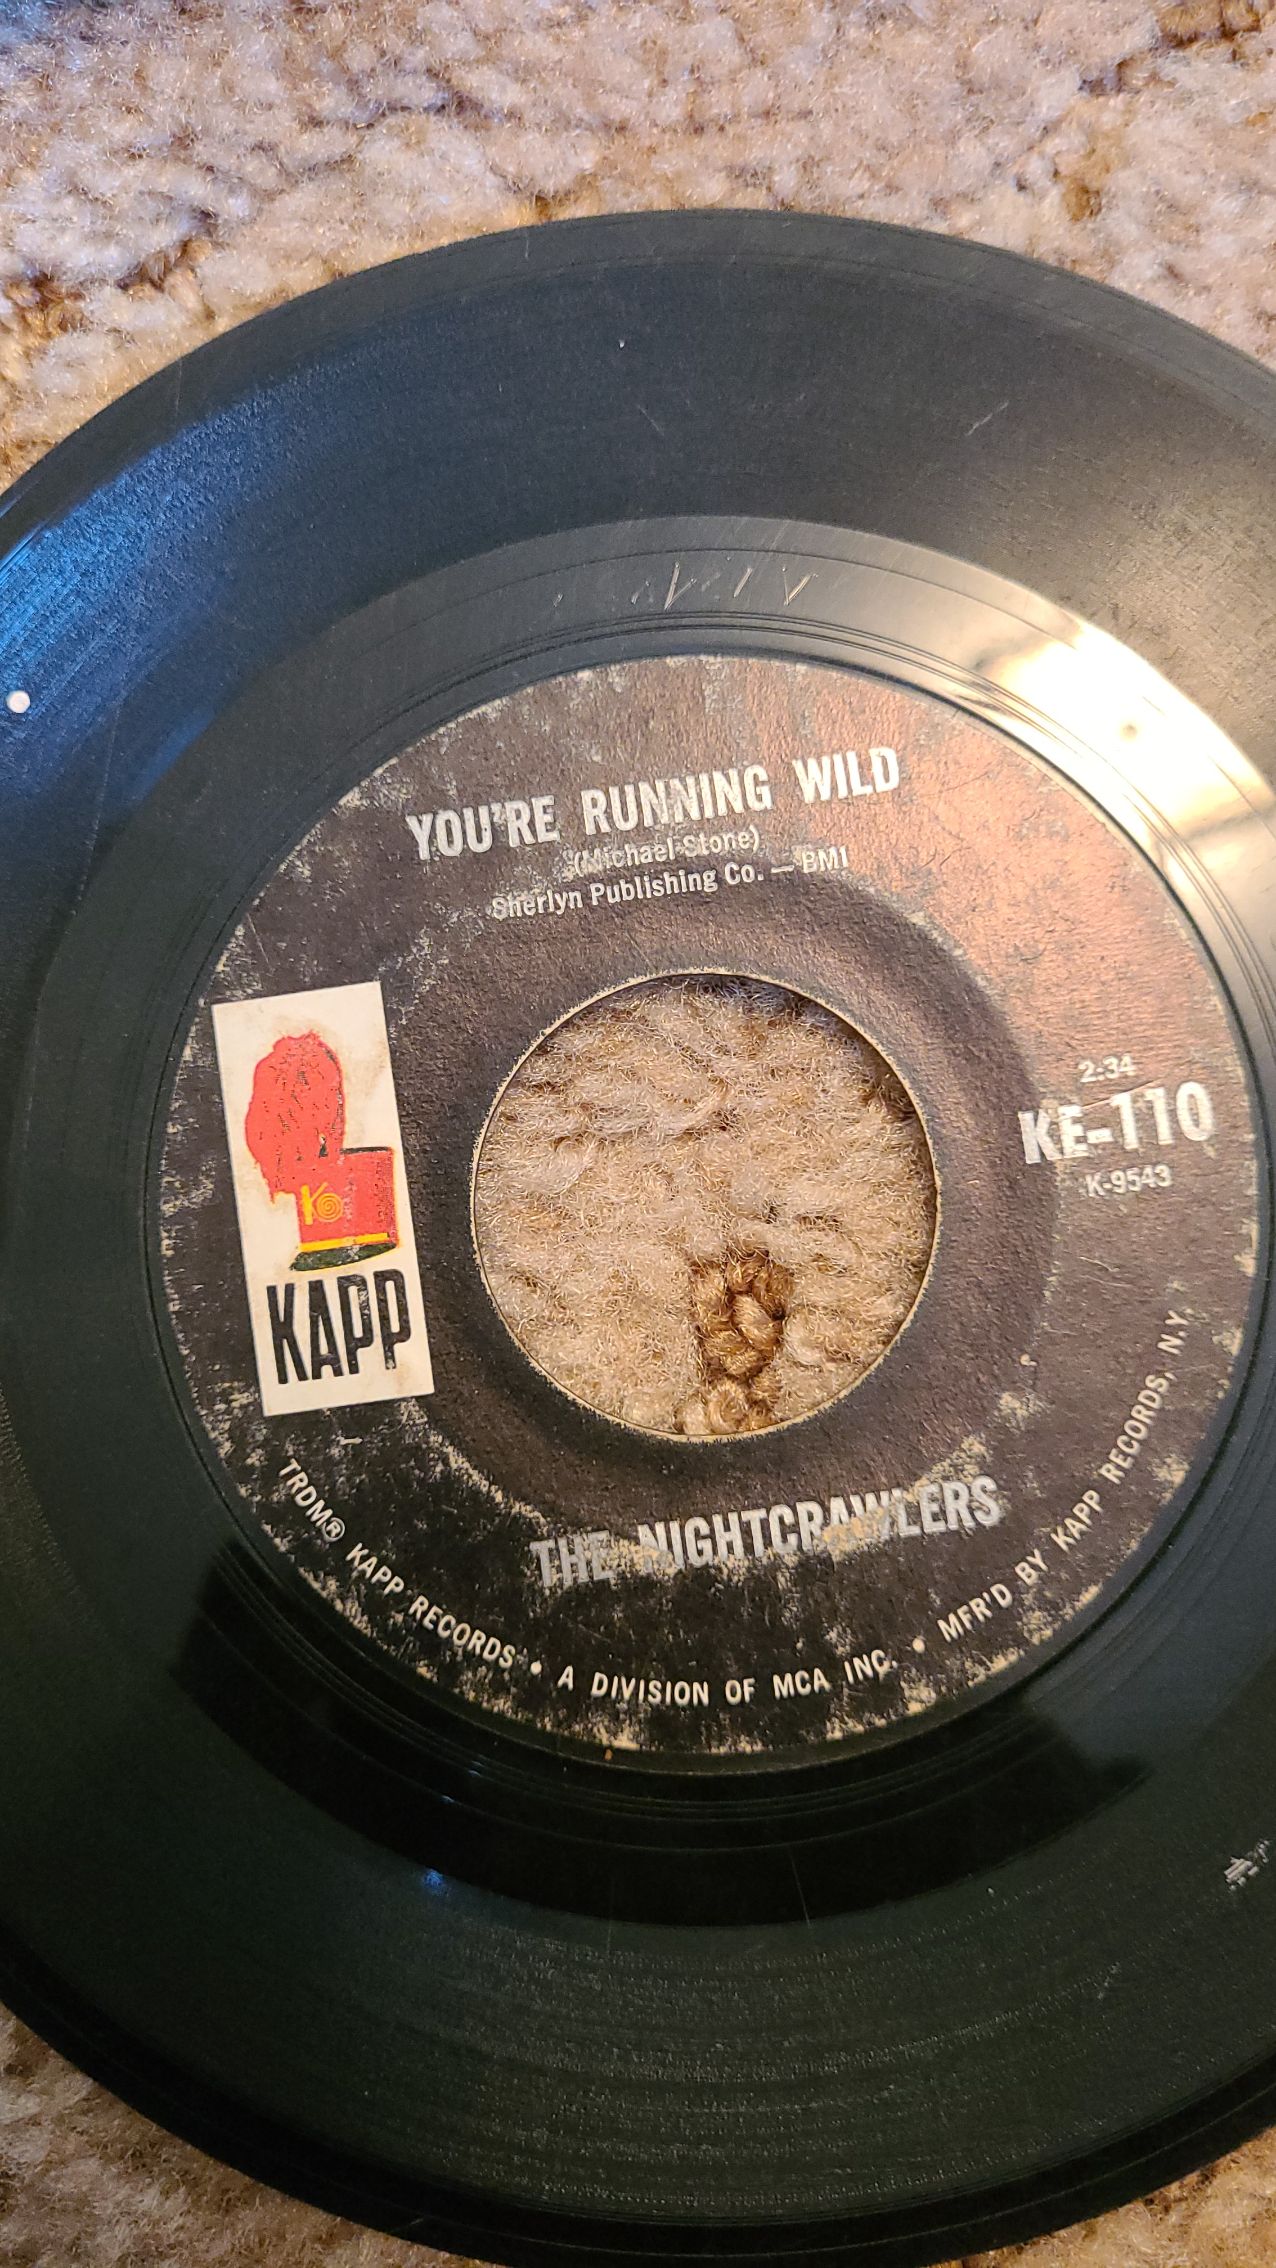 YOU'RE RUNNING WILD
(Michael Stone)
Sherlyn Publishing Co. — BMI
2:34
KE-110
K-9543
K
KAPP
THE NIGHTCRAWLERS
TRDM® KAPP RECORDS • A DIVISION OF MCA INC. • MFR'D BY KAPP RECORDS, N.Y.